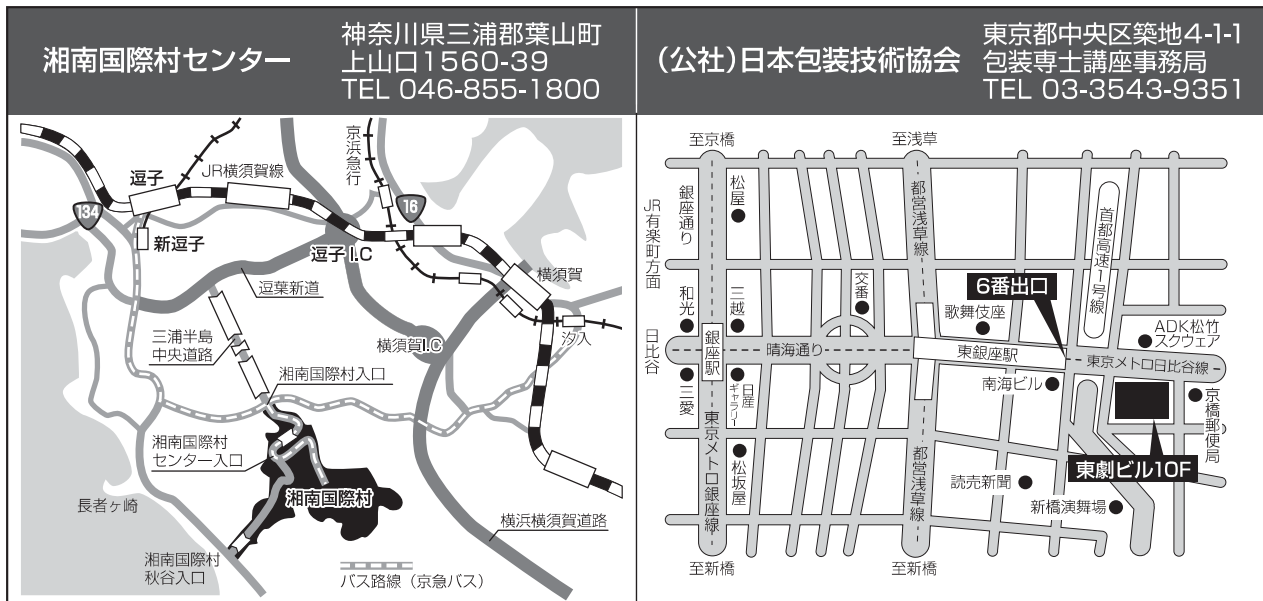 湘南国際村センター
神奈川県三浦郡葉山町
上山口1560-39
TEL 046-855-1800
(公社)日本包装技術協会
東京都中央区築地4-1-1
包装専士講座事務局
TEL 03-3543-9351
京浜急行
逗子
JR横須賀線
134
16
新逗子
逗子 I.C
横須賀
逗葉新道
三浦半島
中央道路
横須賀I.C
汐入
湘南国際村入口
湘南国際村
センター入口
湘南国際村
長者ヶ崎
横浜横須賀道路
湘南国際村
秋谷入口
バス路線（京急バス）
至京橋
至浅草
銀座通り
松屋
都営浅草線
首都高速1号線
JR有楽町方面
6番出口
交番
和光
三越
歌舞伎座
ADK松竹
スクウェア
日比谷
銀座駅
晴海通り
東銀座駅
東京メトロ日比谷線
三愛
日産
ギャラリー
南海ビル
京橋郵便局
東京メトロ銀座線
松坂屋
都営浅草線
東劇ビル10F
読売新聞
新橋演舞場
至新橋
至新橋